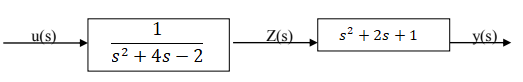 u(s)
1
s² + 4s − 2
Z(s)
s² + 2s + 1
y(s)